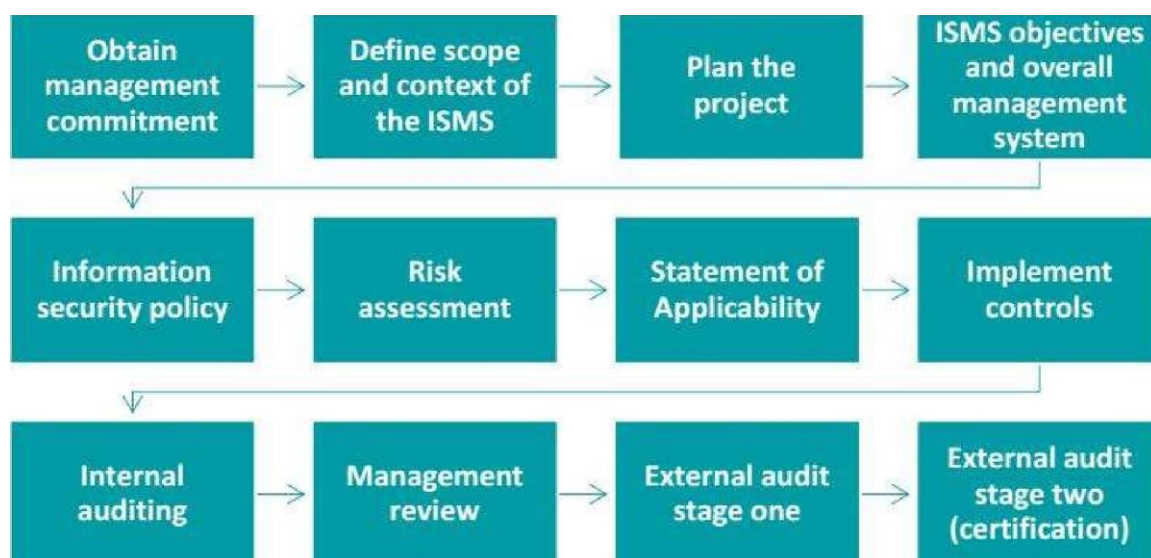 Obtain
management
commitment
Define scope
and context of
the ISMS
Plan the
project
ISMS objectives
and overall
management
system
Information
security policy
Risk
assessment
Statement of
Applicability
Implement
controls
Internal
auditing
Management
review
External audit
stage one
External audit
stage two
(certification)